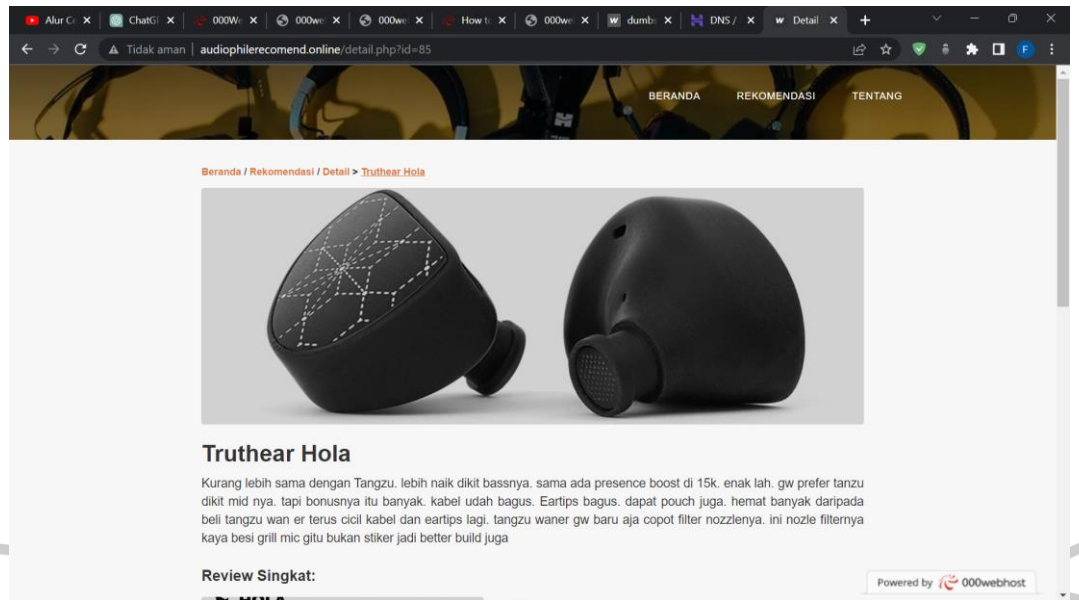 Alur C
ChatG
000We
000we
000we
How to
000we
dumb
DNS /
Detail
Tidak aman
audiophilerecomend.online/detail.php?id=85
BERANDA
REKOMENDASI
TENTANG
Beranda / Rekomendasi / Detail > Truthear Hola
Truthear Hola
Kurang lebih sama dengan Tangzu. lebih naik dikit bassnya. sama ada presence boost di 15k. enak lah. gw prefer tanzu
dikit mid nya. tapi bonusnya itu banyak. kabel udah bagus. Eartips bagus. dapat pouch juga. hemat banyak daripada
beli tangzu wan er terus cicil kabel dan eartips lagi. tangzu waner gw baru aja copot filter nozzlenya. ini nozle filternya
kaya besi grill mic gitu bukan stiker jadi better build juga
Review Singkat:
HOLA
Powered by 000webhost